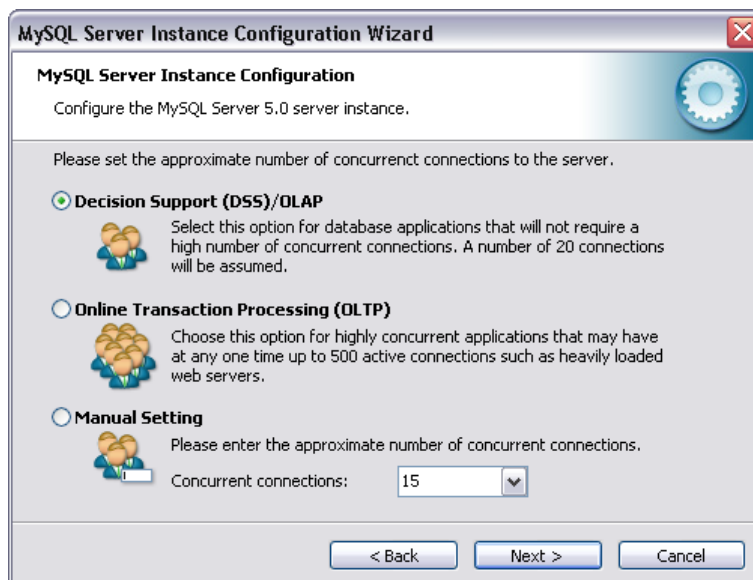 MySQL Server Instance Configuration Wizard
MySQL Server Instance Configuration
Configure the MySQL Server 5.0 server instance.
Please set the approximate number of concurrenct connections to the server.
Decision Support (DSS)/OLAP
Select this option for database applications that will not require a
high number of concurrent connections. A number of 20 connections
will be assumed.
Online Transaction Processing (OLTP)
Choose this option for highly concurrent applications that may have
at any one time up to 500 active connections such as heavily loaded
web servers.
Manual Setting
Please enter the approximate number of concurrent connections.
Concurrent connections: 15
< Back Next > Cancel